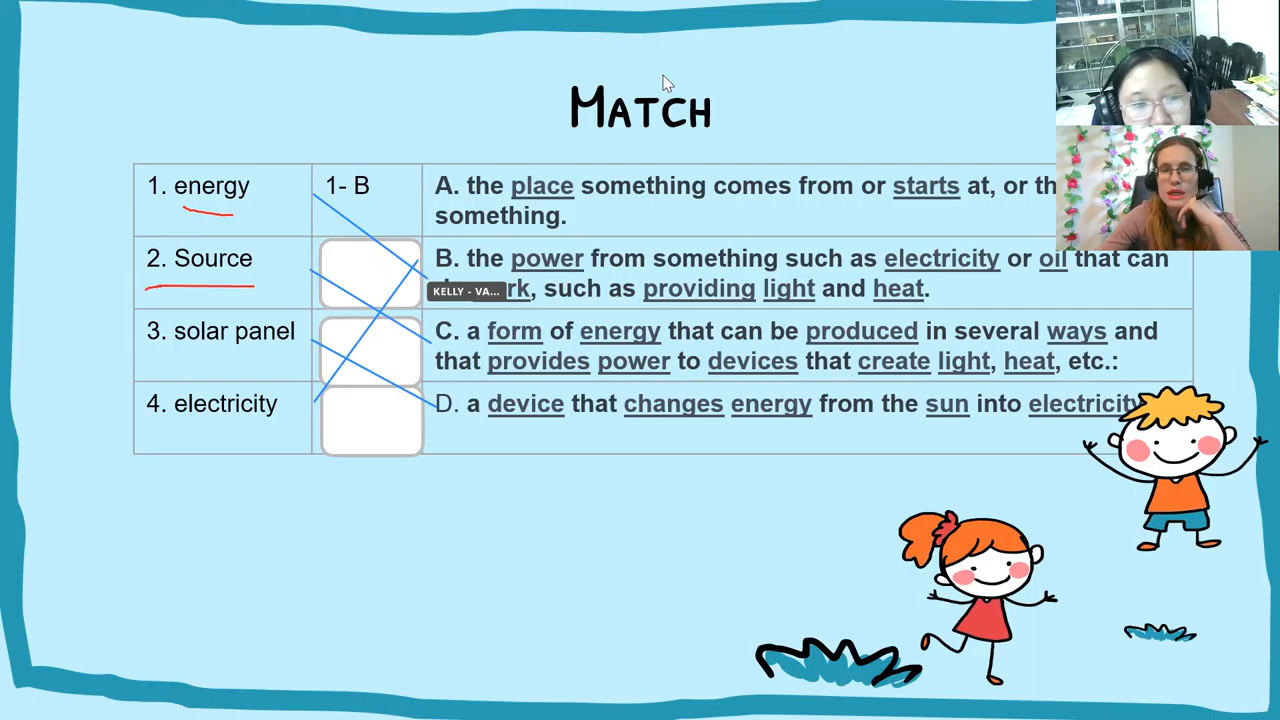 MATCH
1. energy
1- B
A. the place something comes from or starts at, or th
something.
2. Source
B. the power from something such as electricity or oil that can
KELLY - VA... rk, such as providing light and heat.
3. solar panel
C. a form of energy that can be produced in several ways and
that provides power to devices that create light, heat, etc.:
4. electricity
D. a device that changes energy from the sun into electricity